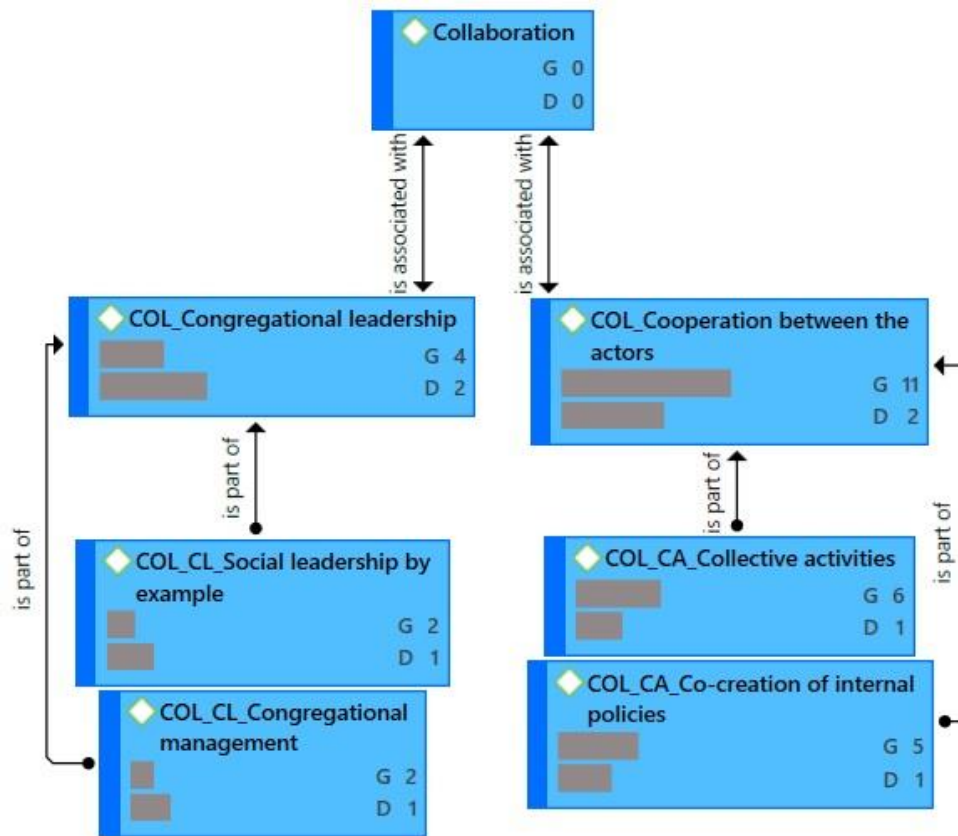 Collaboration
G 0
D 0
is associated with
is associated with
COL_Congregational leadership
G 4
D 2
COL_Cooperation between the
actors
G 11
D 2
is part of
is part of
is part of
is part of
COL_CL_Social leadership by
example
G 2
D 1
COL_CA_Collective activities
G 6
D 1
COL_CL_Congregational
management
G 2
D 1
COL_CA_Co-creation of internal
policies
G 5
D 1